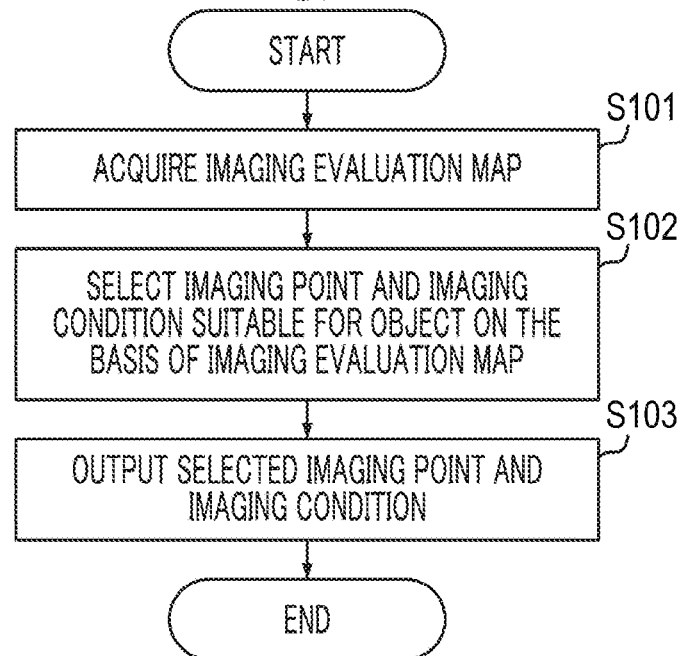 START
S101
ACQUIRE IMAGING EVALUATION MAP
S102
SELECT IMAGING POINT AND IMAGING
CONDITION SUITABLE FOR OBJECT ON THE
BASIS OF IMAGING EVALUATION MAP
S103
OUTPUT SELECTED IMAGING POINT AND
IMAGING CONDITION
END